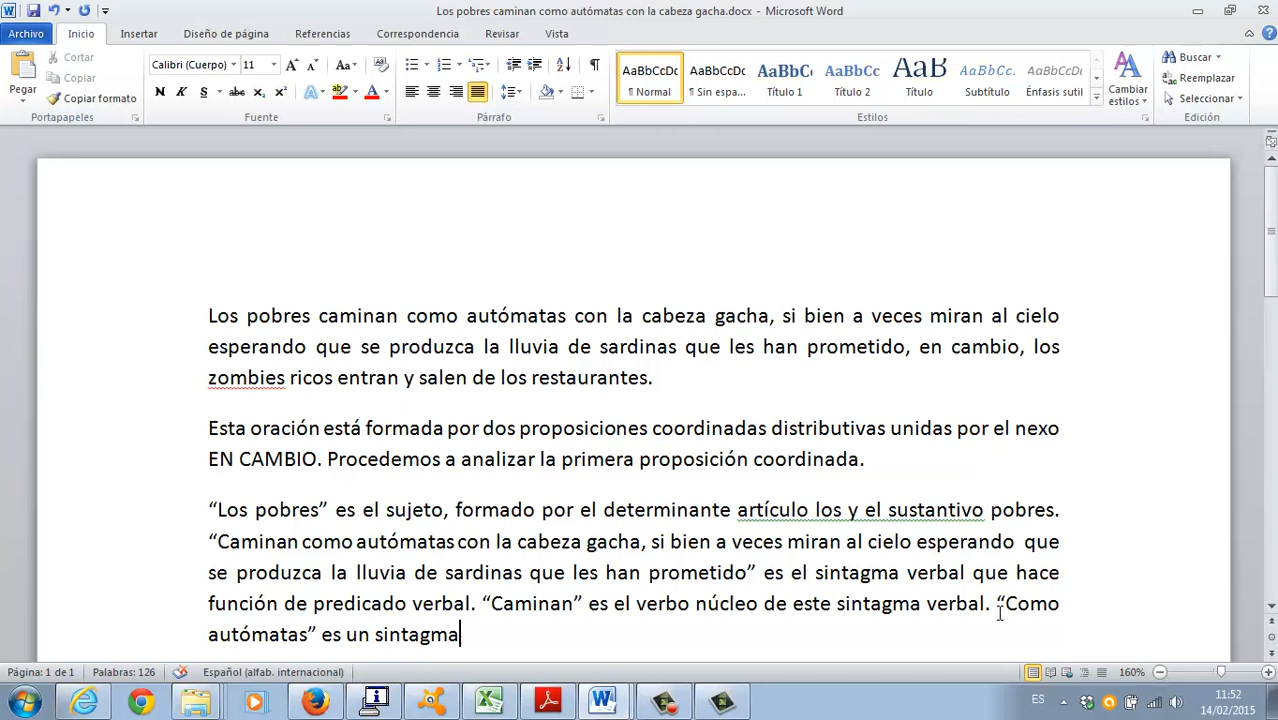 Los pobres caminan como autómatas con la cabeza gacha.docx - Microsoft Word
Archivo Inicio Insertar Diseño de página Referencias Correspondencia Revisar Vista
Pegar
Cortar
Copiar
Copiar formato
Portapapeles
Calibri (Cuerpo) 11
Aa
N K S abc x₂ x²
Fuente
Párrafo
AaBbCcDc AaBbCcDc AaBbC AaBbCc AaB AaBbCc. AaBbCcDc
¶ Normal ¶ Sin espa... Título 1 Título 2 Título Subtítulo Énfasis sutil
Cambiar
estilos
Estilos
Buscar
Reemplazar
Seleccionar
Edición
Los pobres caminan como autómatas con la cabeza gacha, si bien a veces miran al cielo
esperando que se produzca la lluvia de sardinas que les han prometido, en cambio, los
zombies ricos entran y salen de los restaurantes.
Esta oración está formada por dos proposiciones coordinadas distributivas unidas por el nexo
EN CAMBIO. Procedemos a analizar la primera proposición coordinada.
“Los pobres” es el sujeto, formado por el determinante artículo los y el sustantivo pobres.
“Caminan como autómatas con la cabeza gacha, si bien a veces miran al cielo esperando que
se produzca la lluvia de sardinas que les han prometido” es el sintagma verbal que hace
función de predicado verbal. “Caminan” es el verbo núcleo de este sintagma verbal. “Como
autómatas” es un sintagma
Página: 1 de 1 Palabras: 126 Español (alfab. internacional) 160%
ES 11:52
14/02/2015